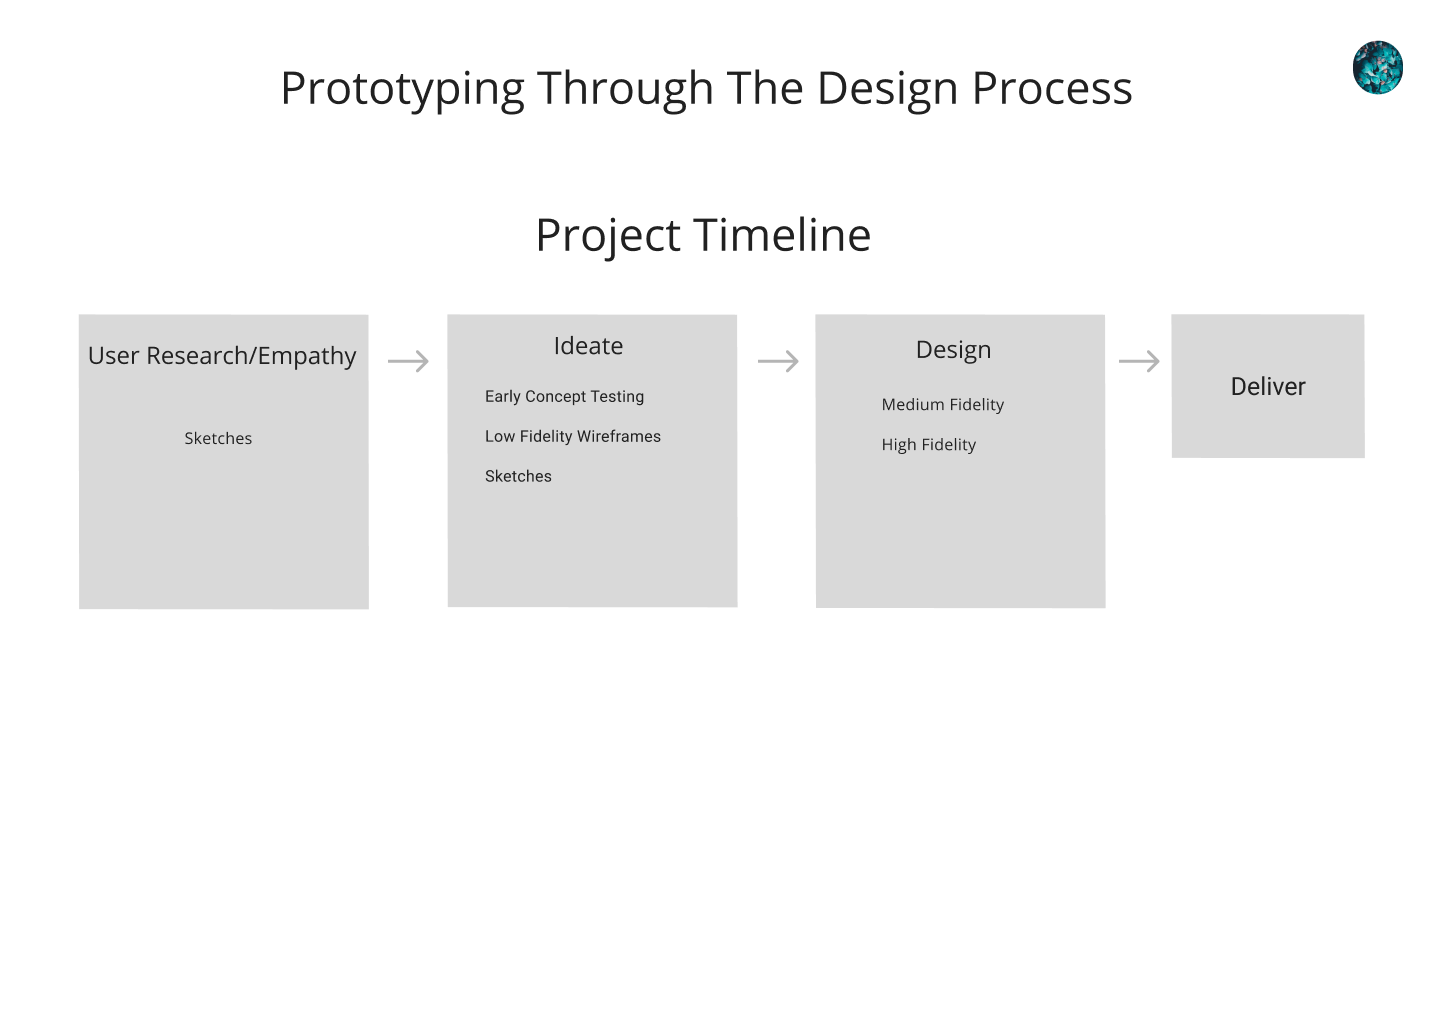 Prototyping Through The Design Process
Project Timeline
User Research/Empathy
Sketches
Ideate
Early Concept Testing
Low Fidelity Wireframes
Sketches
Design
Medium Fidelity
High Fidelity
Deliver